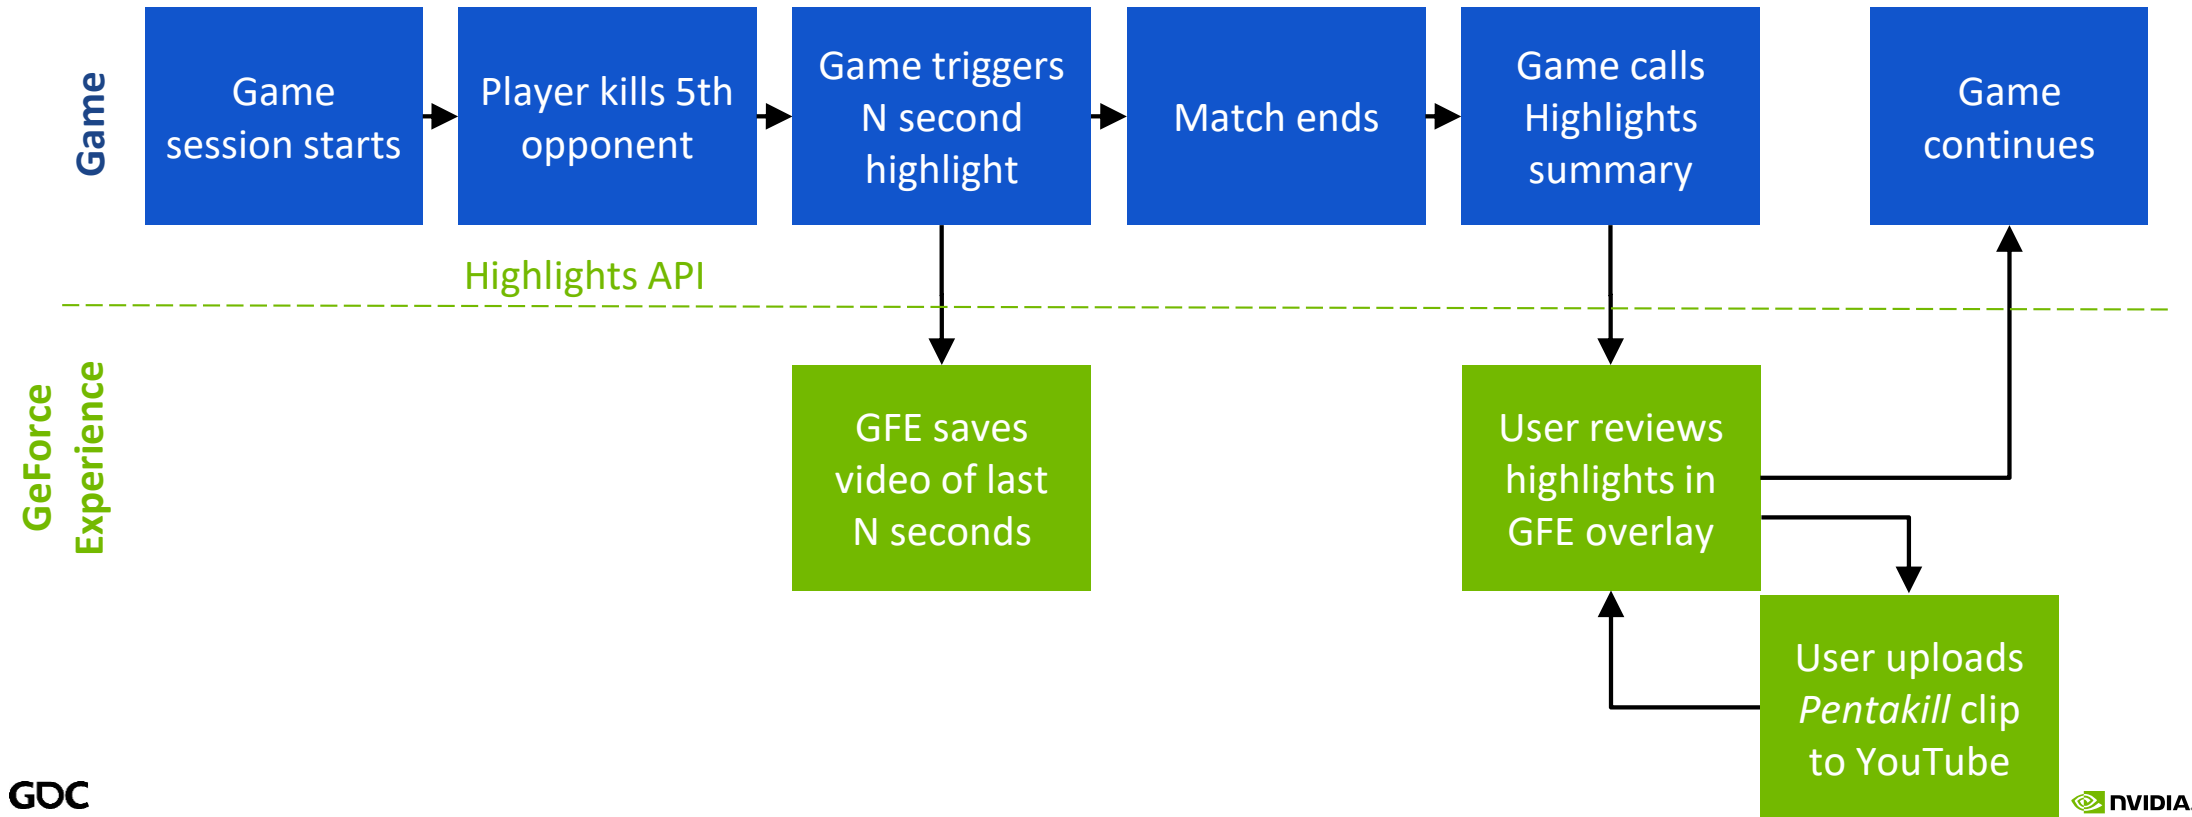 Game
Game
session starts
Player kills 5th
opponent
Game triggers
N second
highlight
Match ends
Game calls
Highlights
summary
Game
continues
Highlights API
GeForce
Experience
GFE saves
video of last
N seconds
User reviews
highlights in
GFE overlay
User uploads
Pentakill clip
to YouTube
GDC
NVIDIA.